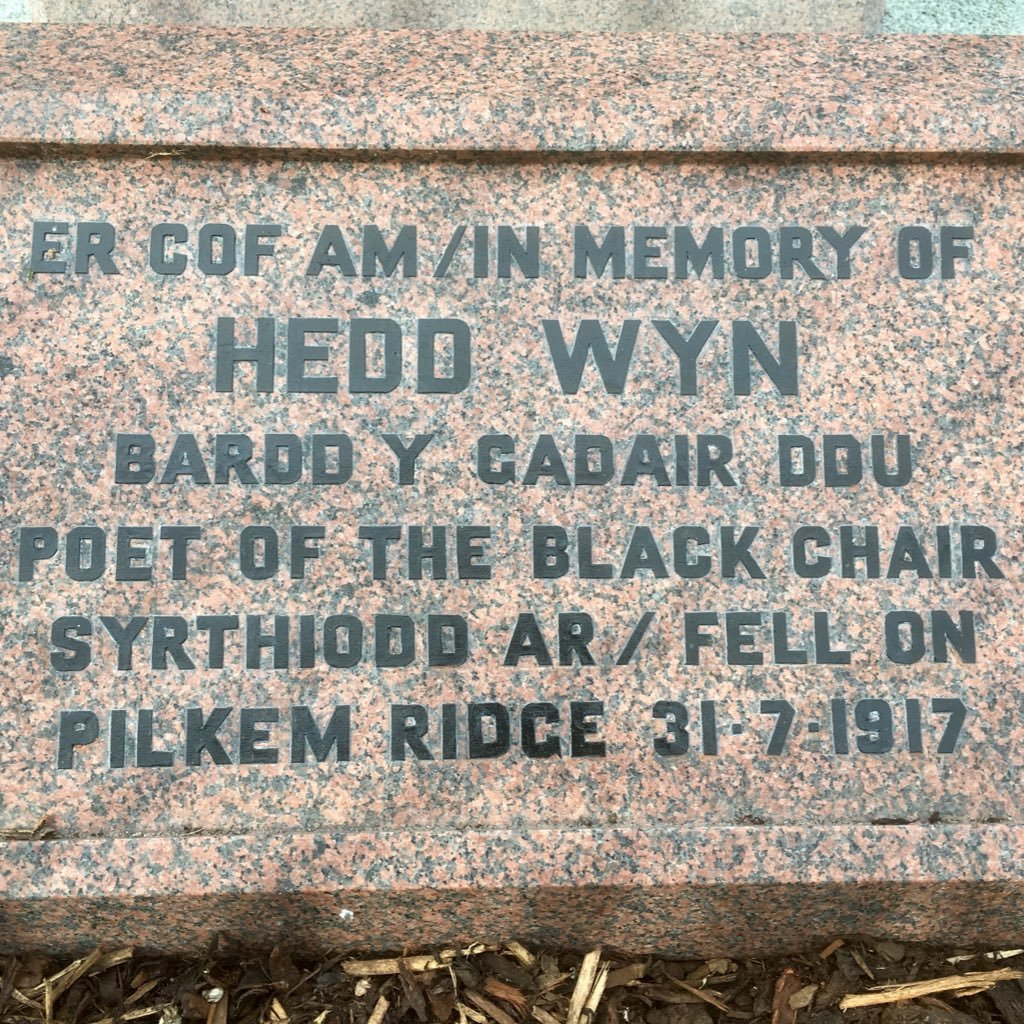 ER COF AM/IN MEMORY OF
HEDD WYN
BARDD Y GADAIR DDU
POET OF THE BLACK CHAIR
SYRTHIODD AR / FELL ON
PILKEM RIDGE 31·7·1917